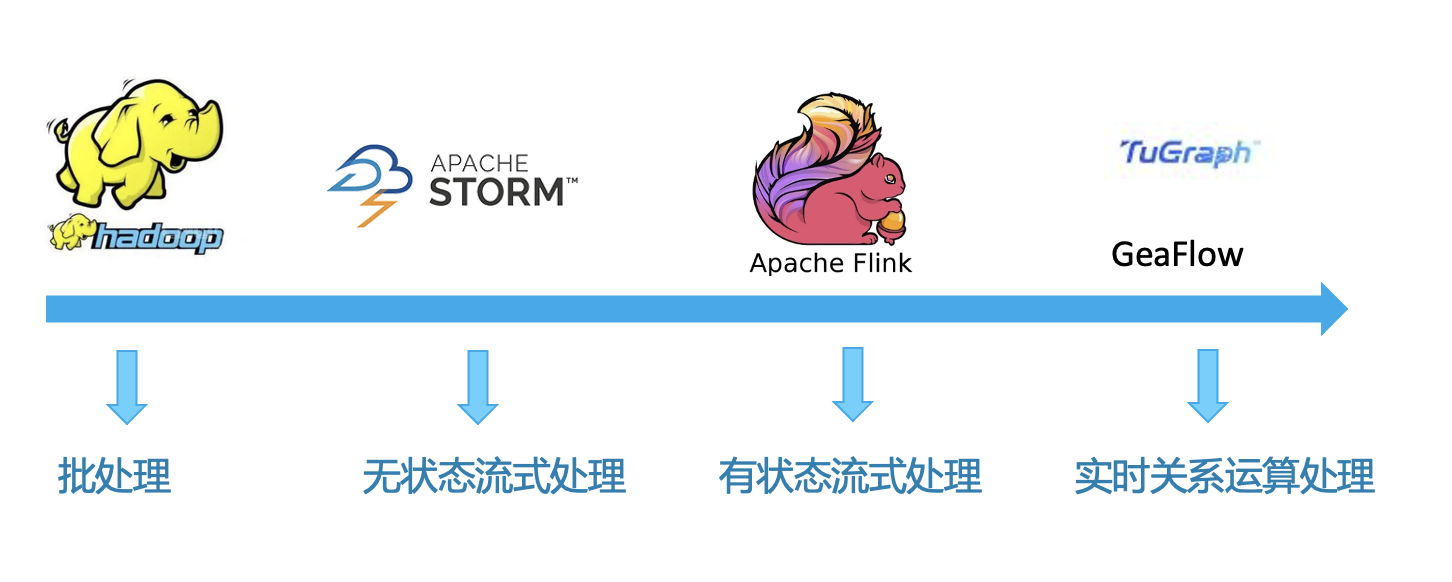 hadoop
APACHE
STORM™
Apache Flink
TuGraph™
GeaFlow
批处理
无状态流式处理
有状态流式处理
实时关系运算处理